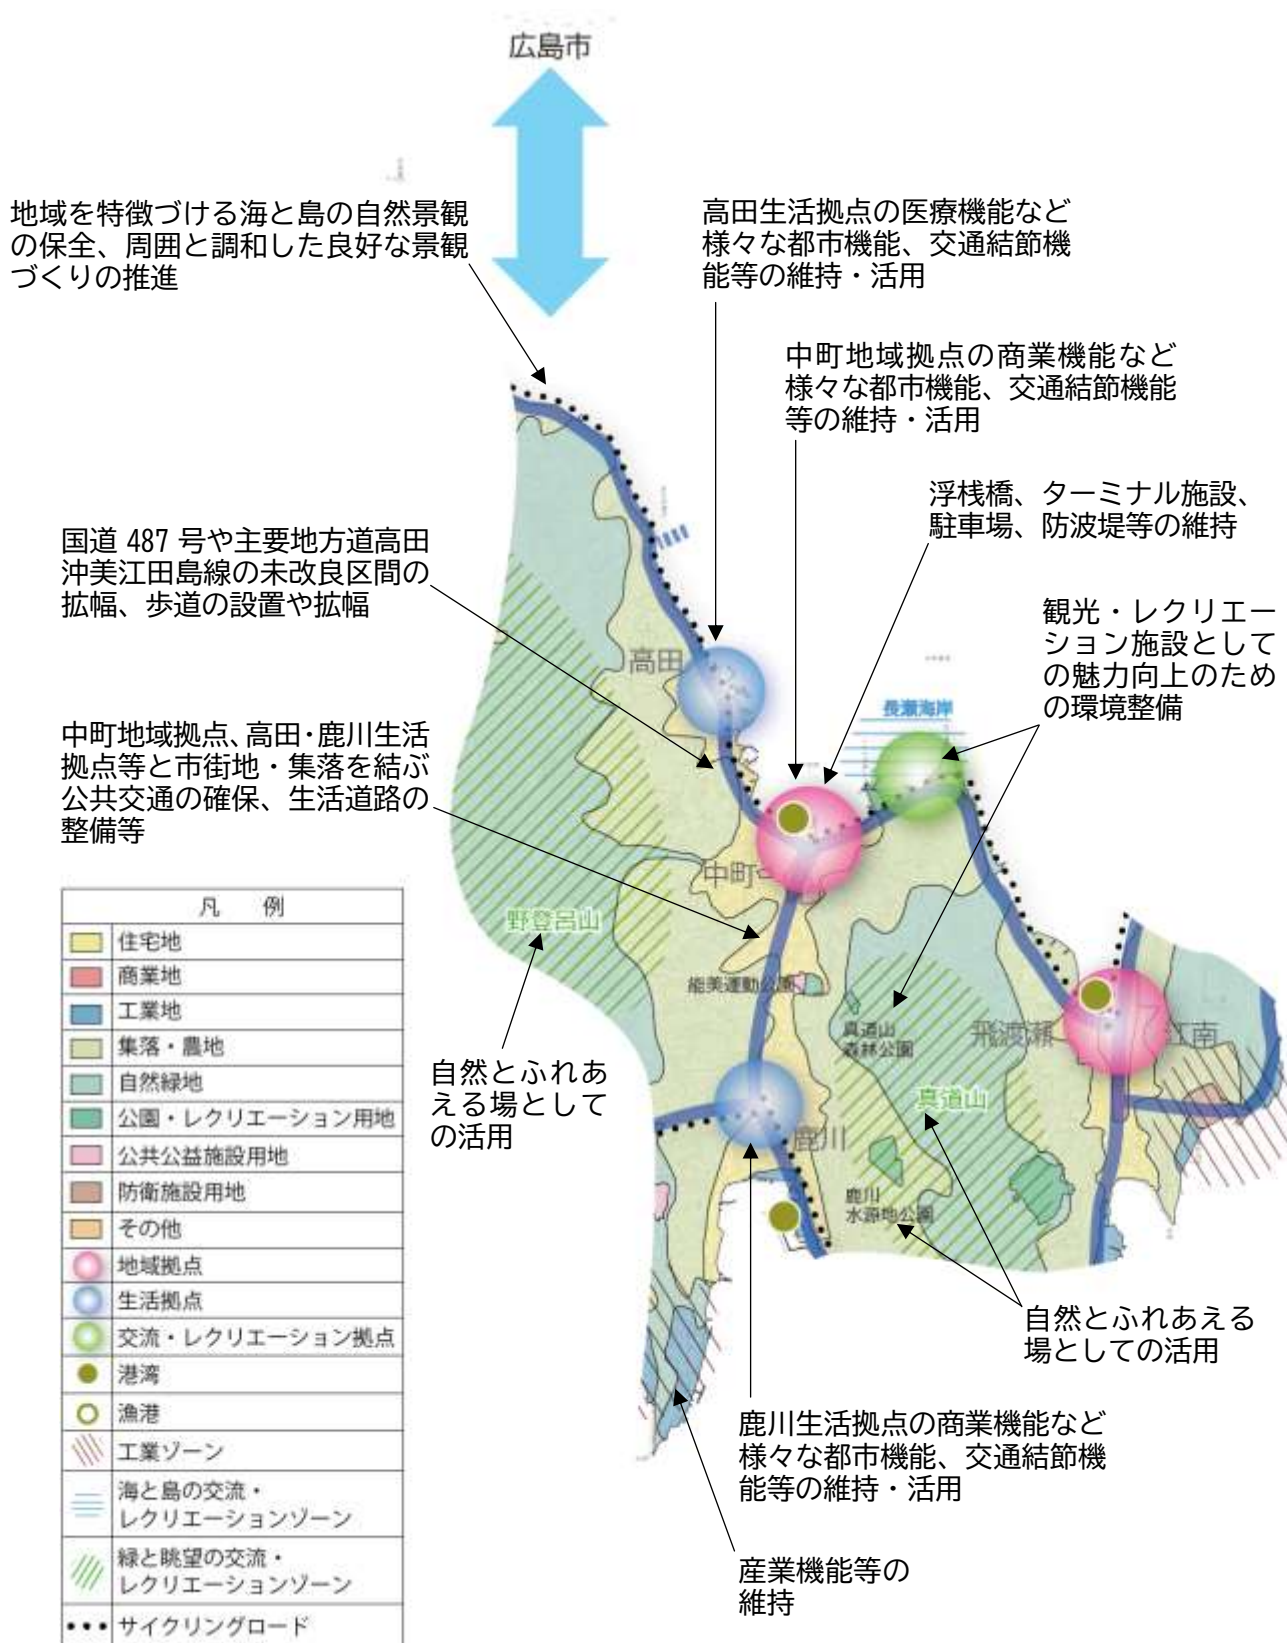 広島市
地域を特徴づける海と島の自然景観
の保全、周囲と調和した良好な景観
づくりの推進
高田生活拠点の医療機能など
様々な都市機能、交通結節機
能等の維持・活用
中町地域拠点の商業機能など
様々な都市機能、交通結節機能
等の維持・活用
浮桟橋、ターミナル施設、
駐車場、防波堤等の維持
国道 487 号や主要地方道高田
沖美江田島線の未改良区間の
拡幅、歩道の設置や拡幅
観光・レクリエー
ション施設として
の魅力向上のため
の環境整備
高田
長瀬海岸
中町地域拠点、高田・鹿川生活
拠点等と市街地・集落を結ぶ
公共交通の確保、生活道路の
整備等
中町
野登呂山
能美運動公園
真道山
森林公園
飛渡瀬
江南
真道山
鹿川
鹿川
水源地公園
自然とふれあ
える場として
の活用
自然とふれあえる
場としての活用
鹿川生活拠点の商業機能など
様々な都市機能、交通結節機
能等の維持・活用
産業機能等の
維持
凡 例
住宅地
商業地
工業地
集落・農地
自然緑地
公園・レクリエーション用地
公共公益施設用地
防衛施設用地
その他
地域拠点
生活拠点
交流・レクリエーション拠点
港湾
漁港
工業ゾーン
海と島の交流・
レクリエーションゾーン
緑と眺望の交流・
レクリエーションゾーン
サイクリングロード